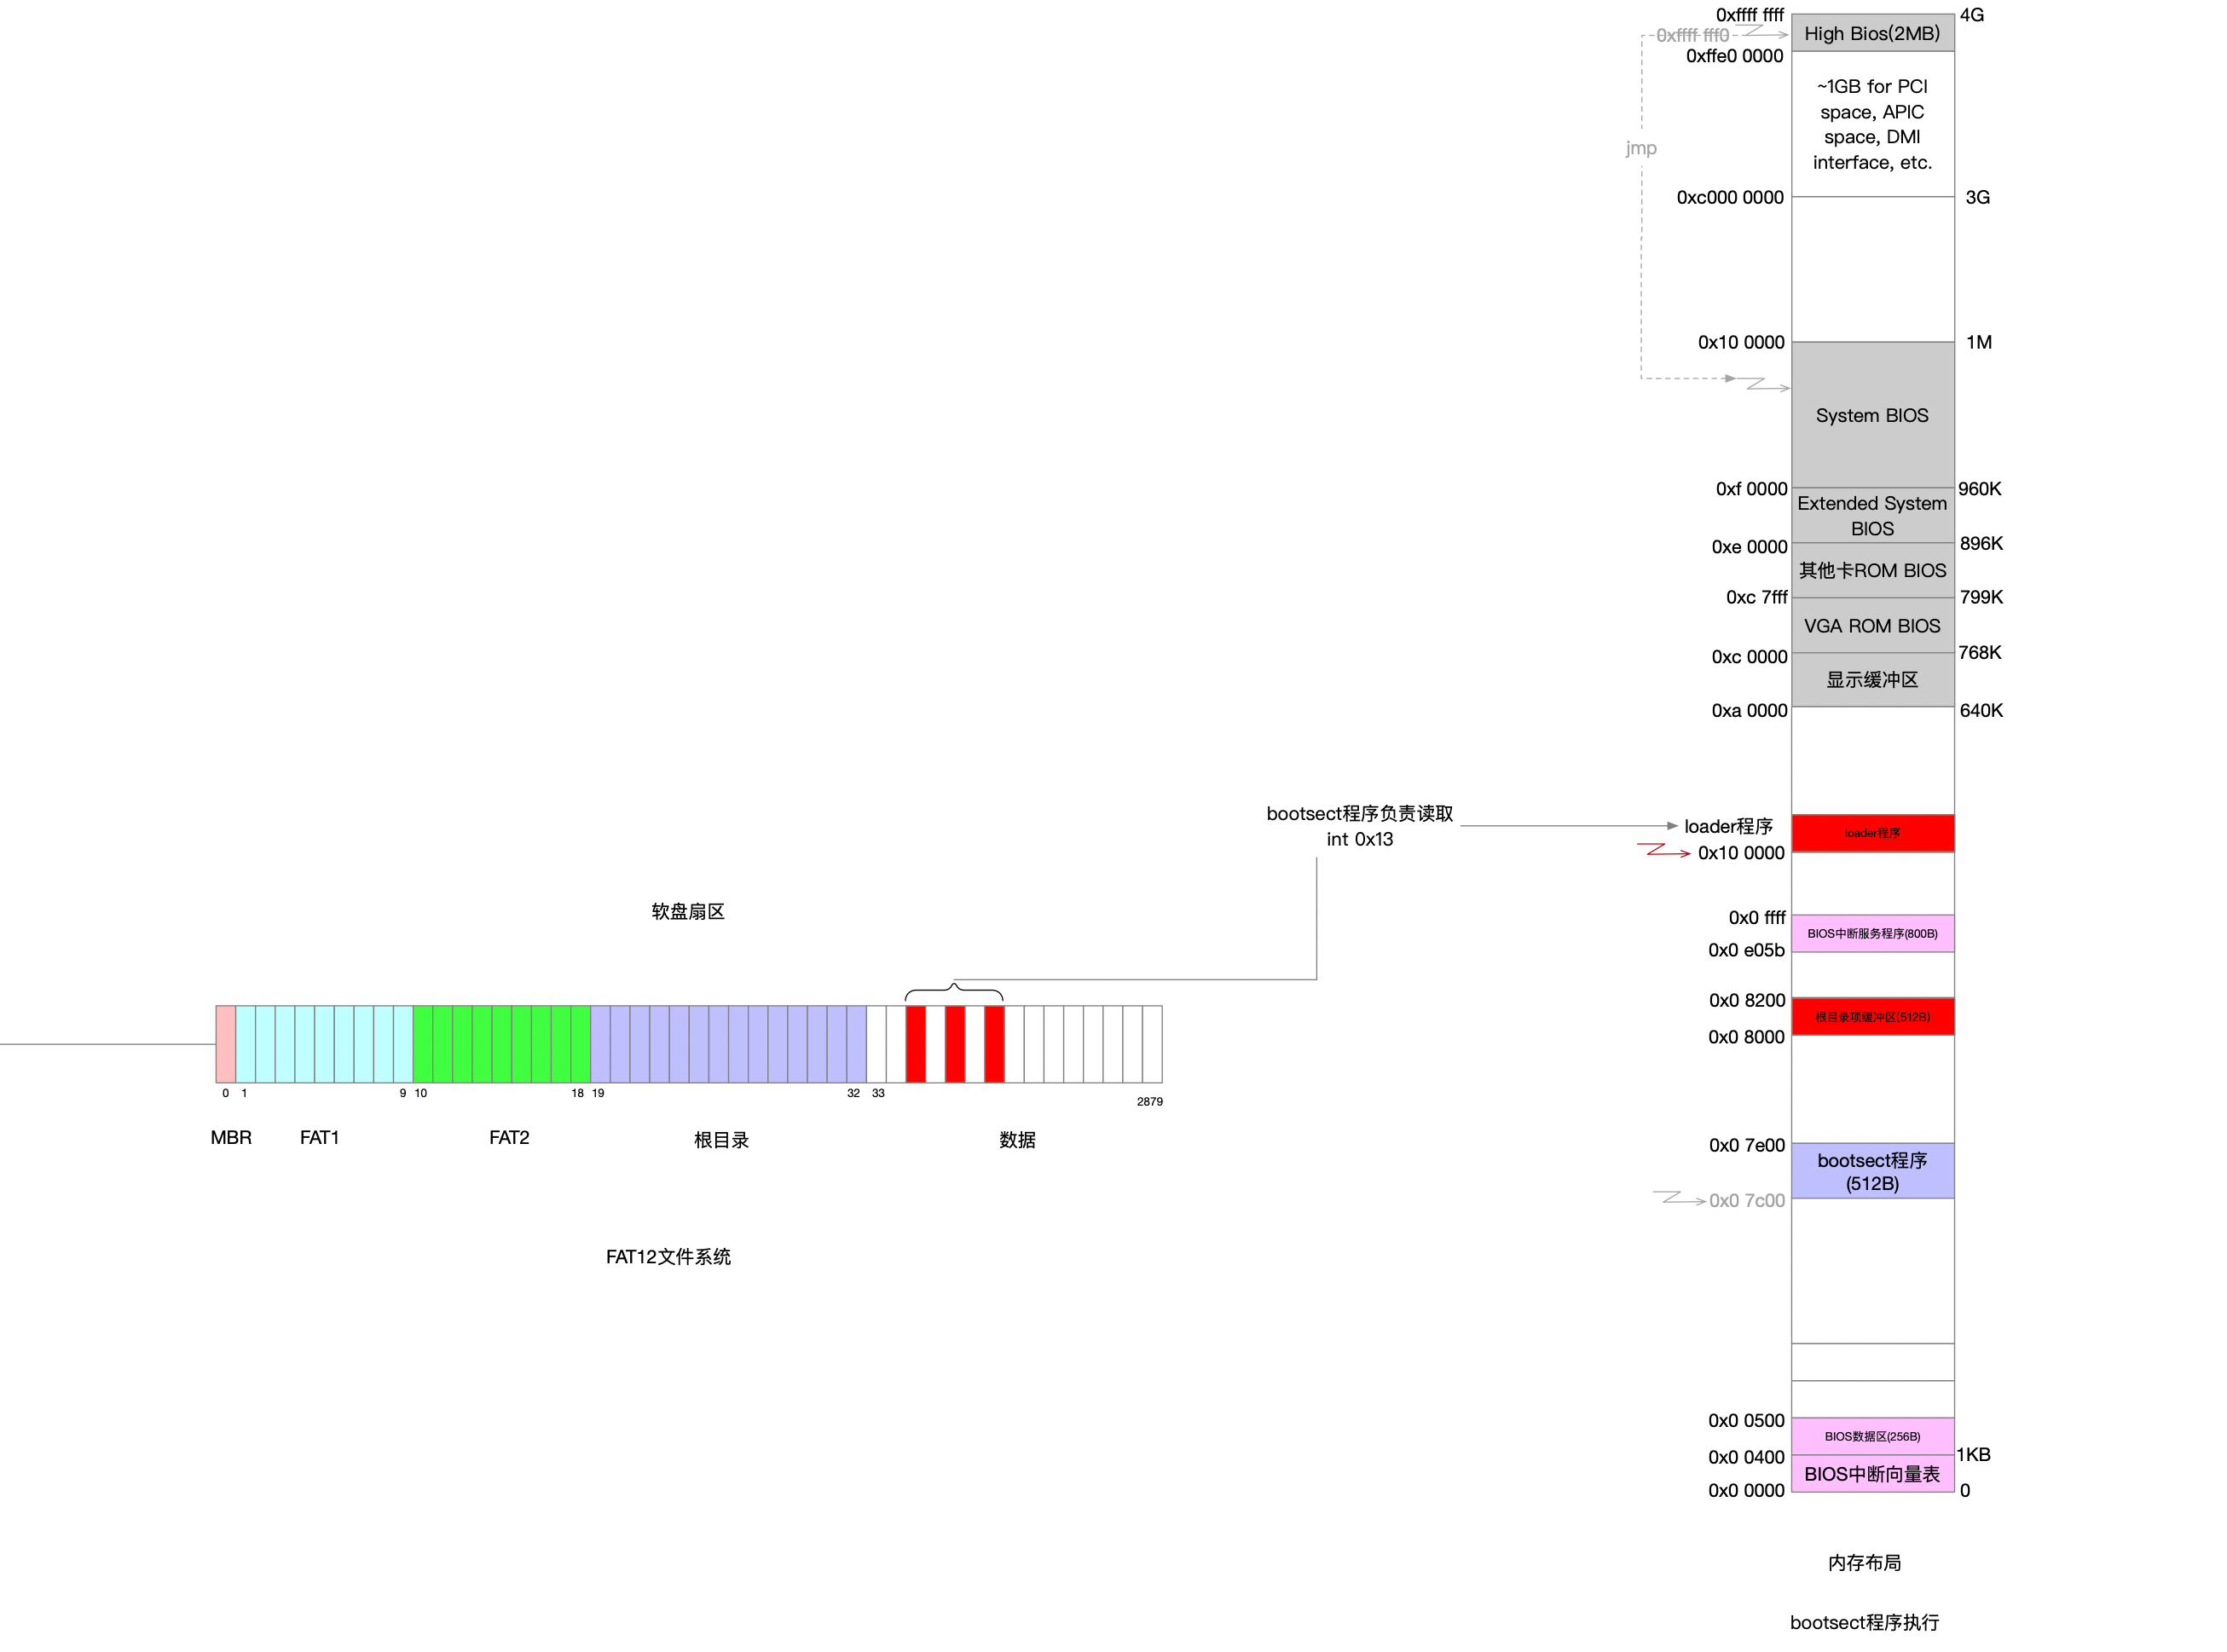 0xffff ffff
4G
0xffff fff0
High Bios(2MB)
0xffe0 0000
~1GB for PCI
space, APIC
space, DMI
interface, etc.
jmp
0xc000 0000
3G
0x10 0000
1M
System BIOS
0xf 0000
960K
Extended System
BIOS
0xe 0000
896K
其他卡ROM BIOS
0xc 7fff
799K
VGA ROM BIOS
0xc 0000
768K
显示缓冲区
0xa 0000
640K
bootsect程序负责读取
int 0x13
loader程序
loader程序
0x10 0000
软盘扇区
0x0 ffff
BIOS中断服务程序(800B)
0x0 e05b
0x0 8200
根目录项缓冲区(512B)
0x0 8000
0 1 9 10 18 19 32 33 2879
MBR FAT1 FAT2 根目录 数据
0x0 7e00
bootsect程序
(512B)
0x0 7c00
FAT12文件系统
0x0 0500
BIOS数据区(256B)
0x0 0400
1KB
BIOS中断向量表
0x0 0000
0
内存布局
bootsect程序执行